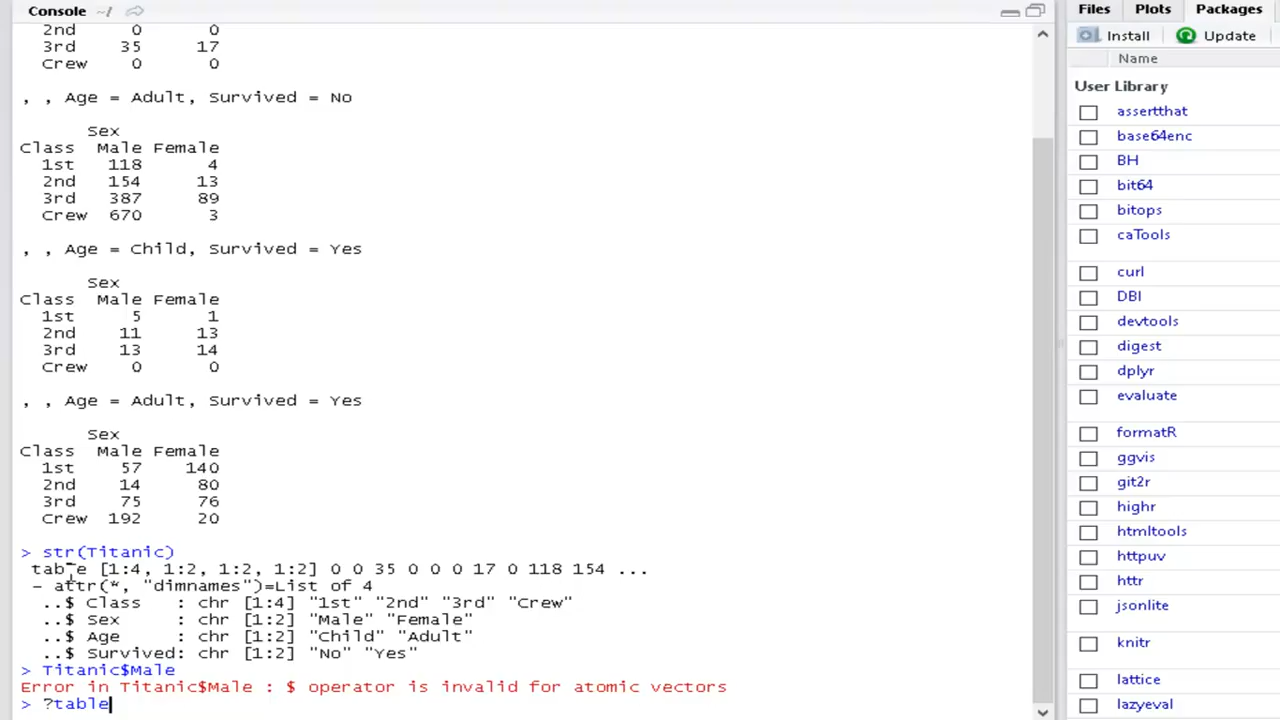 Console ~/
2nd 0 0
3rd 35 17
Crew 0 0
, , Age = Adult, Survived = No
Sex
Class Male Female
1st 118 4
2nd 154 13
3rd 387 89
Crew 670 3
, , Age = Child, Survived = Yes
Sex
Class Male Female
1st 5 1
2nd 11 13
3rd 13 14
Crew 0 0
, , Age = Adult, Survived = Yes
Sex
Class Male Female
1st 57 140
2nd 14 80
3rd 75 76
Crew 192 20
> str(Titanic)
table [1:4, 1:2, 1:2, 1:2] 0 0 35 0 0 0 17 0 118 154 ...
- attr(*, "dimnames")=List of 4
..$ Class : chr [1:4] "1st" "2nd" "3rd" "Crew"
..$ Sex : chr [1:2] "Male" "Female"
..$ Age : chr [1:2] "Child" "Adult"
..$ Survived: chr [1:2] "No" "Yes"
> Titanic$Male
Error in Titanic$Male : $ operator is invalid for atomic vectors
> ?table
Files Plots Packages
Install Update
Name
User Library
assertthat
base64enc
BH
bit64
bitops
caTools
curl
DBI
devtools
digest
dplyr
evaluate
formatR
ggvis
git2r
highr
htmltools
httpuv
httr
jsonlite
knitr
lattice
lazyeval